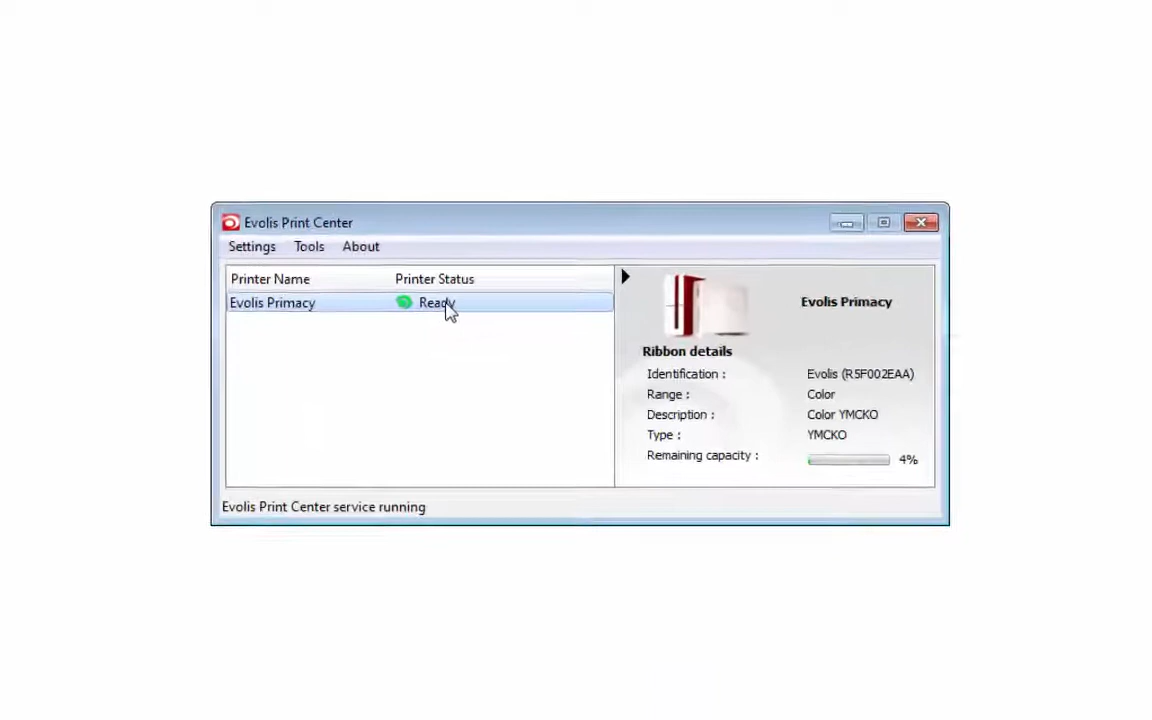 Evolis Print Center
Settings Tools About
Printer Name Printer Status
Evolis Primacy Ready
Evolis Primacy
Ribbon details
Identification : Evolis (R5F002EAA)
Range : Color
Description : Color YMCKO
Type : YMCKO
Remaining capacity : 4%
Evolis Print Center service running